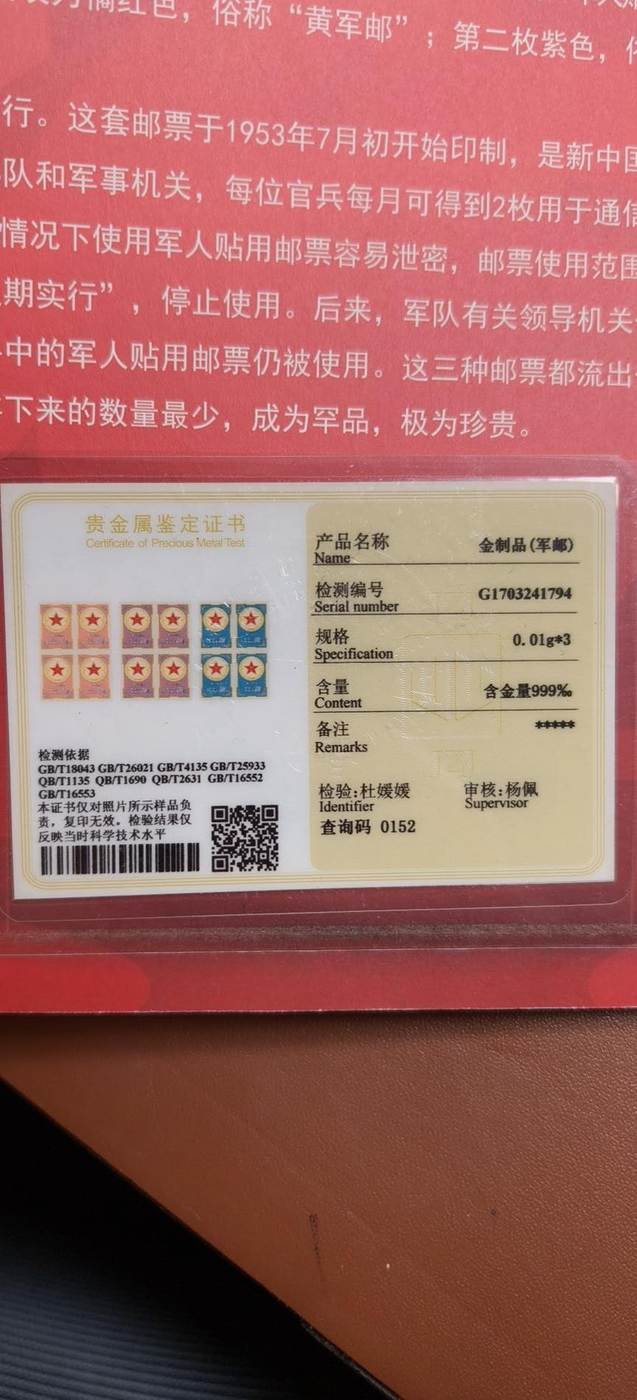 橘红色，俗称“黄军邮”；第二枚紫色，
行。这套邮票于1953年7月初开始印制，是新中国
队和军事机关，每位官兵每月可得到2枚用于通信
情况下使用军人贴用邮票容易泄密，邮票使用范围
期实行”，停止使用。后来，军队有关领导机关
中的军人贴用邮票仍被使用。这三种邮票都流出
下来的数量最少，成为罕品，极为珍贵。
贵金属鉴定证书
Certificate of Precious Metal Test
产品名称 金制品(军邮)
Name
检测编号 G1703241794
Serial number
规格 0.01g*3
Specification
含量 含金量999‰
Content
备注 *****
Remarks
检验:杜媛媛 审核:杨佩
Identifier Supervisor
查询码 0152
检测依据
GB/T18043 GB/T26021 GB/T4135 GB/T25933
QB/T1135 QB/T1690 QB/T2631 GB/T16552
GB/T16553
本证书仅对照片所示样品负
责，复印无效。检验结果仅
反映当时科学技术水平